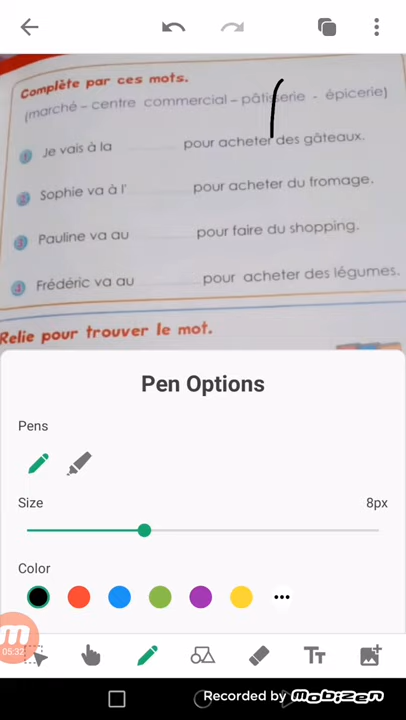 Complète par ces mots.
(marché – centre commercial – pâtisserie - épicerie)
1 Je vais à la pour acheter des gâteaux.
2 Sophie va à l' pour acheter du fromage.
3 Pauline va au pour faire du shopping.
4 Frédéric va au pour acheter des légumes.
Relie pour trouver le mot.
Pen Options
Pens
Size 8px
Color
05:32
Tт
Recorded by Mobizen